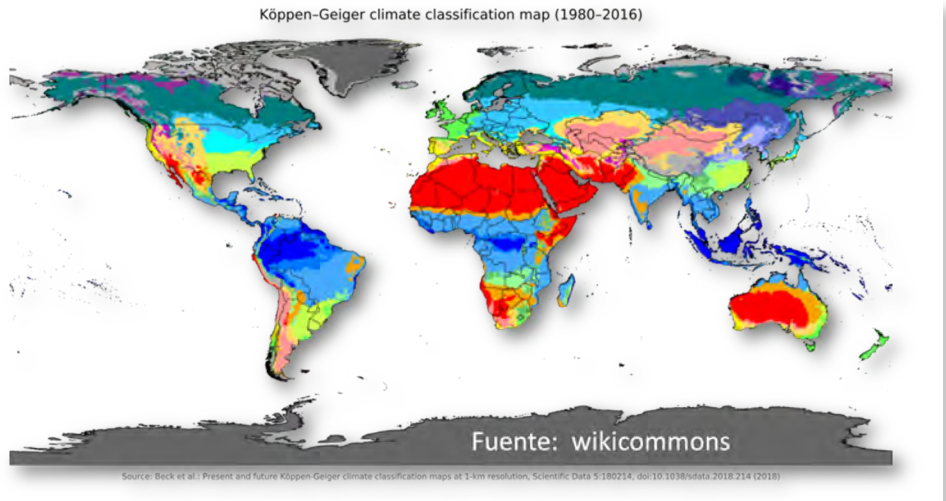 Köppen–Geiger climate classification map (1980–2016)
Fuente:  wikicommons
Source: Beck et al.: Present and future Köppen-Geiger climate classification maps at 1-km resolution, Scientific Data 5:180214, doi:10.1038/sdata.2018.214 (2018)